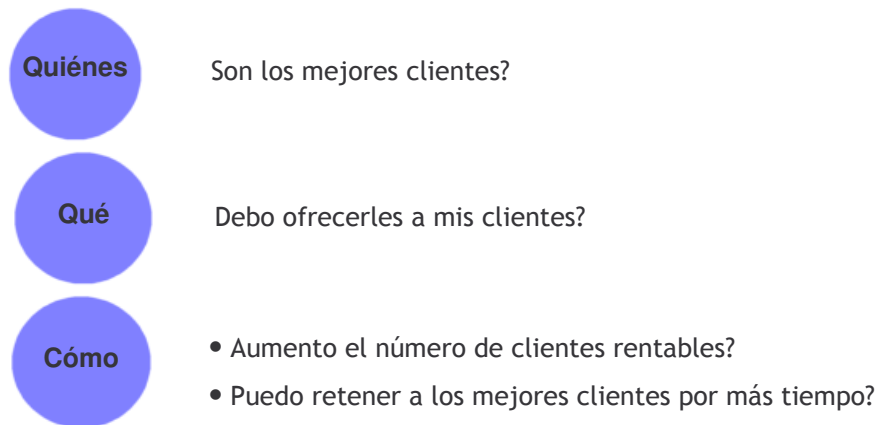 Quiénes Son los mejores clientes?
Qué Debo ofrecerles a mis clientes?
Cómo
• Aumento el número de clientes rentables?
• Puedo retener a los mejores clientes por más tiempo?